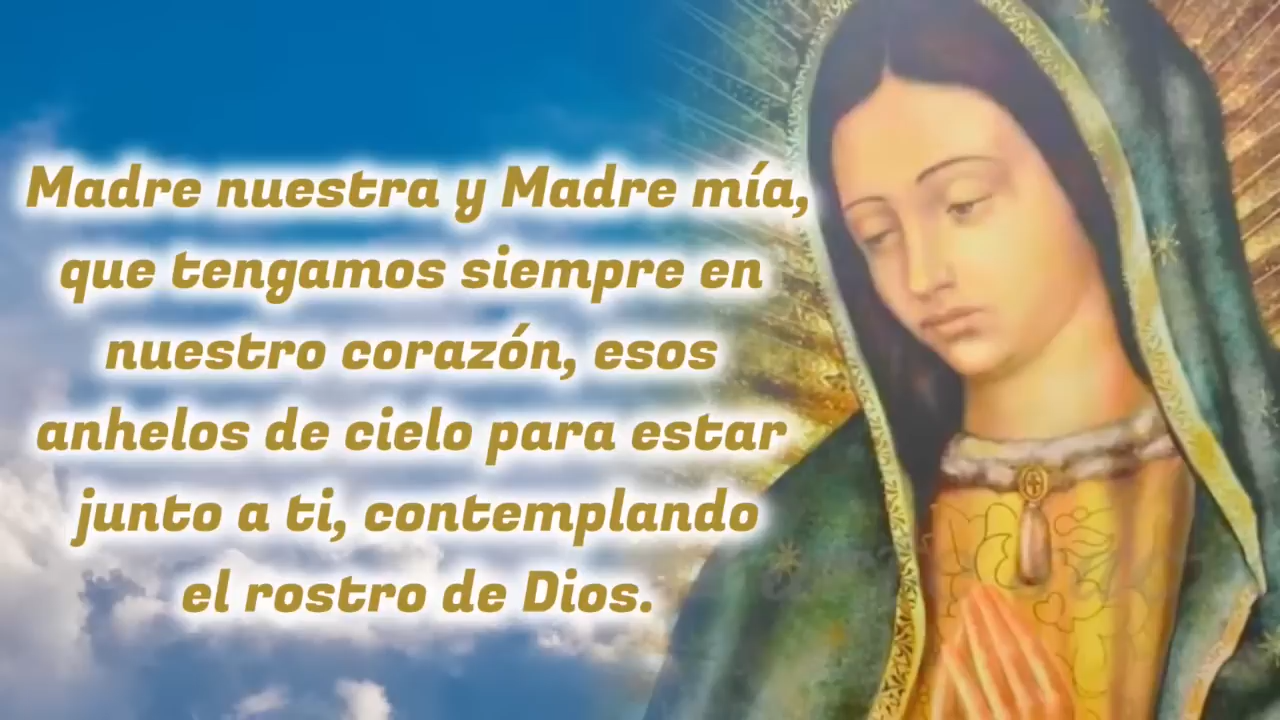 Madre nuestra y Madre mía,
que tengamos siempre en
nuestro corazón, esos
anhelos de cielo para estar
junto a ti, contemplando
el rostro de Dios.